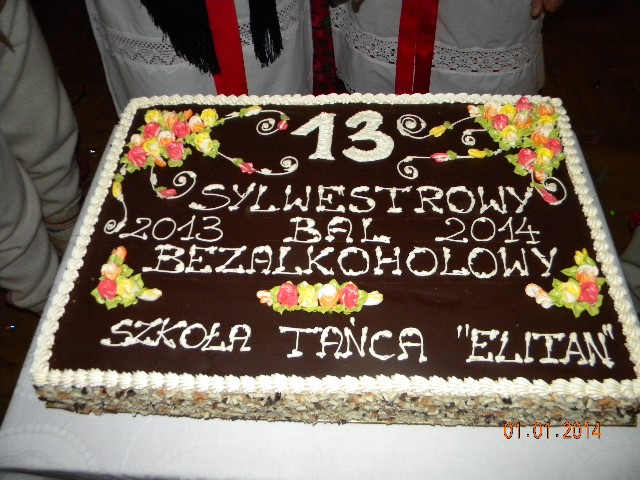 13
SYLWESTROWY
2013 BAL 2014
BEZALKOHOLOWY
SZKOŁA TAŃCA "ELITAN"
01.01.2014